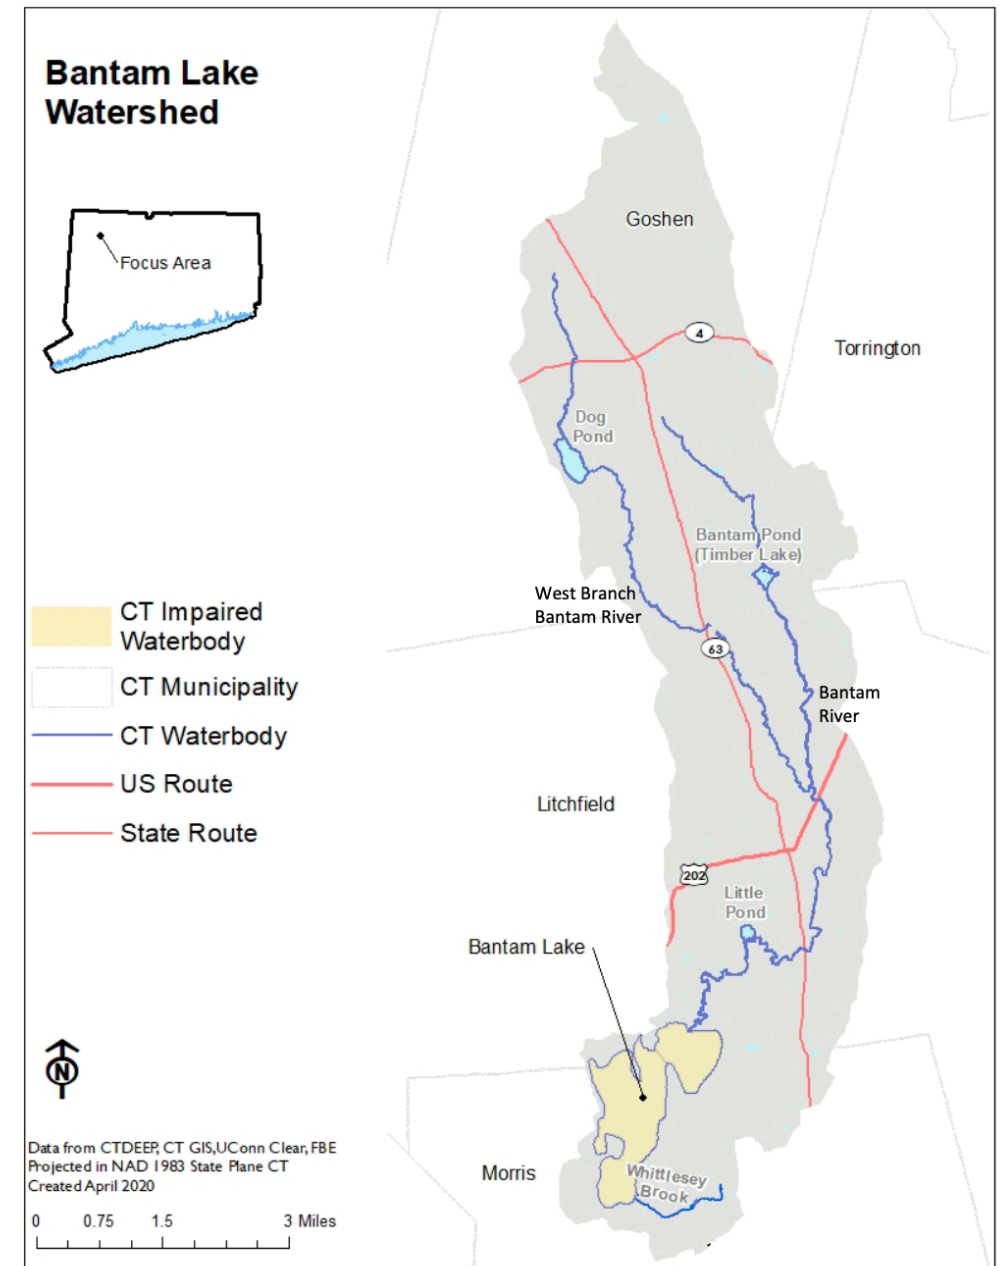 Bantam Lake
Watershed
Focus Area
Goshen
4
Torrington
Dog
Pond
Bantam Pond
(Timber Lake)
West Branch
Bantam River
63
Bantam
River
CT Impaired
Waterbody
CT Municipality
CT Waterbody
US Route
State Route
Litchfield
202
Little
Pond
Bantam Lake
N
Morris
Whittlesey
Brook
Data from CTDEEP, CT GIS,UConn Clear, FBE
Projected in NAD 1983 State Plane CT
Created April 2020
0 0.75 1.5 3 Miles